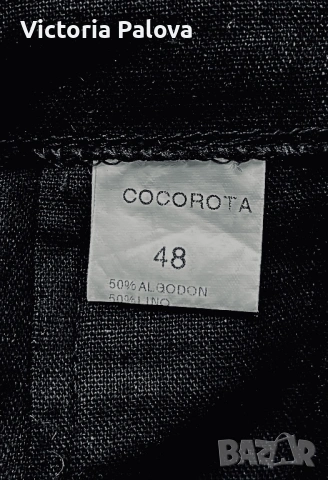 Victoria Palova
COCOROTA
48
50% ALGODON
50% LINO
BAZAR